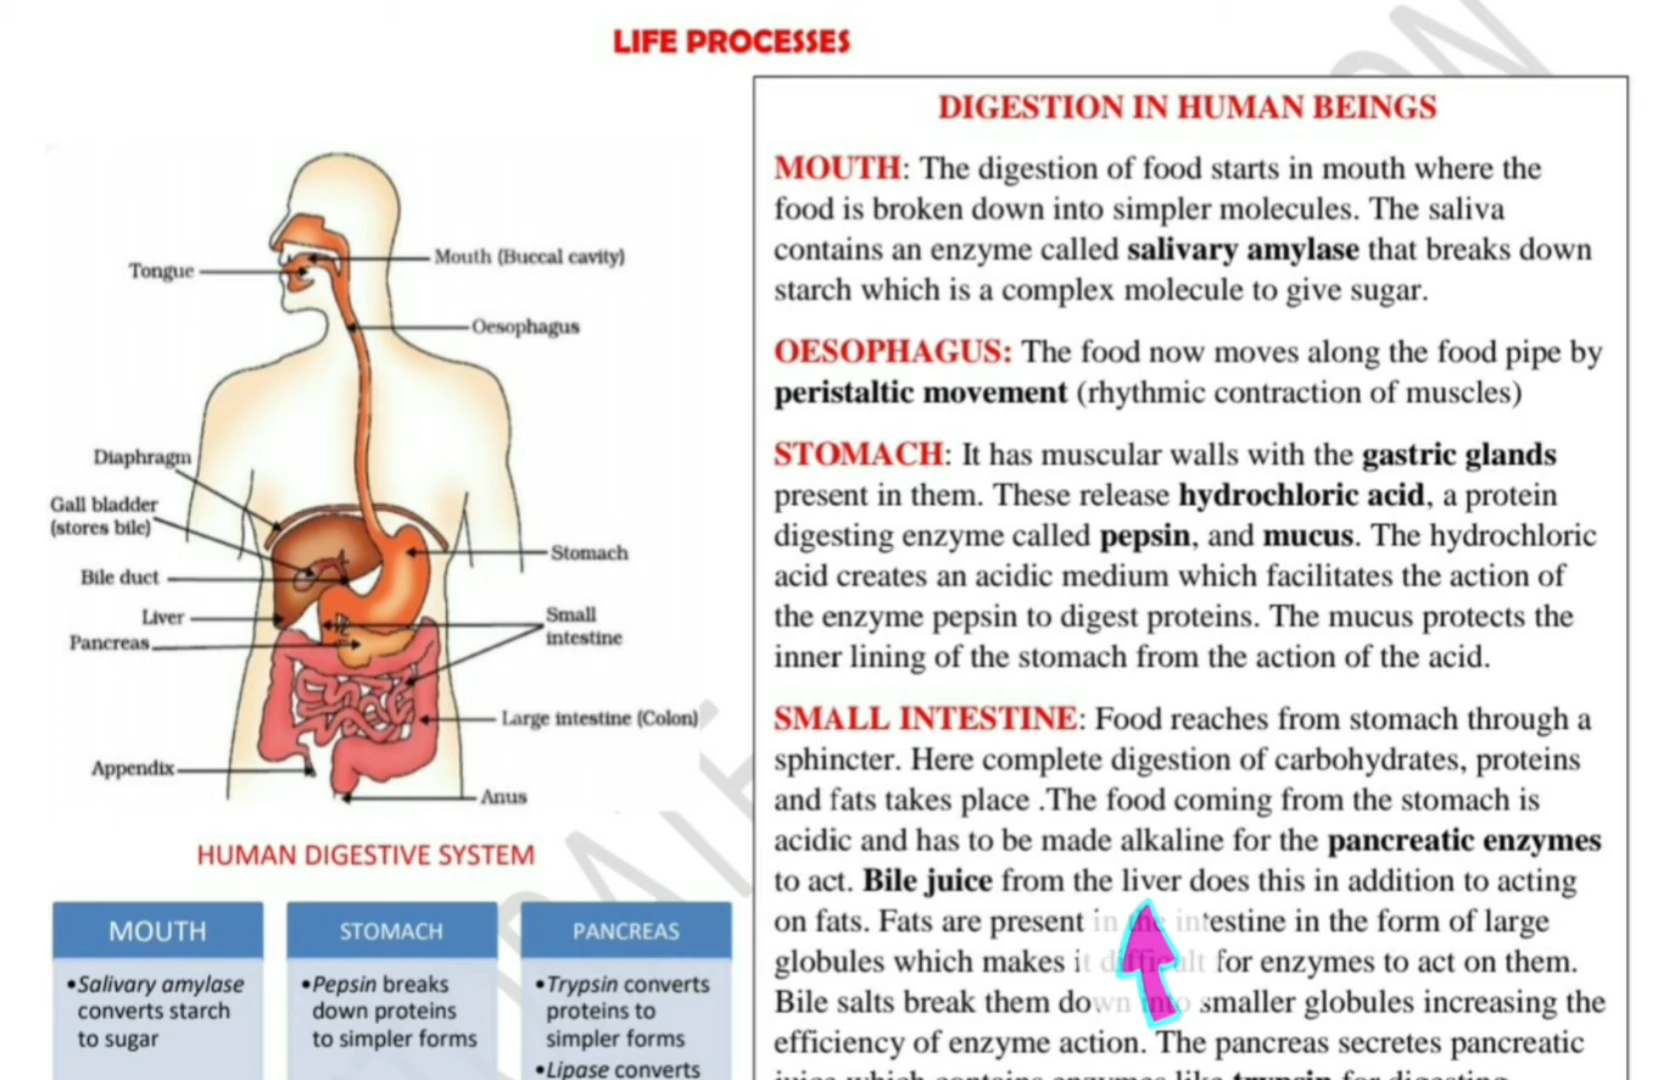 LIFE PROCESSES
Tongue
Mouth (Buccal cavity)
Oesophagus
Diaphragm
Gall bladder
(stores bile)
Bile duct
Liver
Pancreas
Stomach
Small
intestine
Large intestine (Colon)
Appendix
Anus
HUMAN DIGESTIVE SYSTEM
MOUTH
•Salivary amylase
converts starch
to sugar
STOMACH
•Pepsin breaks
down proteins
to simpler forms
PANCREAS
•Trypsin converts
proteins to
simpler forms
•Lipase converts
DIGESTION IN HUMAN BEINGS
MOUTH: The digestion of food starts in mouth where the
food is broken down into simpler molecules. The saliva
contains an enzyme called salivary amylase that breaks down
starch which is a complex molecule to give sugar.
OESOPHAGUS: The food now moves along the food pipe by
peristaltic movement (rhythmic contraction of muscles)
STOMACH: It has muscular walls with the gastric glands
present in them. These release hydrochloric acid, a protein
digesting enzyme called pepsin, and mucus. The hydrochloric
acid creates an acidic medium which facilitates the action of
the enzyme pepsin to digest proteins. The mucus protects the
inner lining of the stomach from the action of the acid.
SMALL INTESTINE: Food reaches from stomach through a
sphincter. Here complete digestion of carbohydrates, proteins
and fats takes place .The food coming from the stomach is
acidic and has to be made alkaline for the pancreatic enzymes
to act. Bile juice from the liver does this in addition to acting
on fats. Fats are present in the intestine in the form of large
globules which makes it difficult for enzymes to act on them.
Bile salts break them down into smaller globules increasing the
efficiency of enzyme action. The pancreas secretes pancreatic